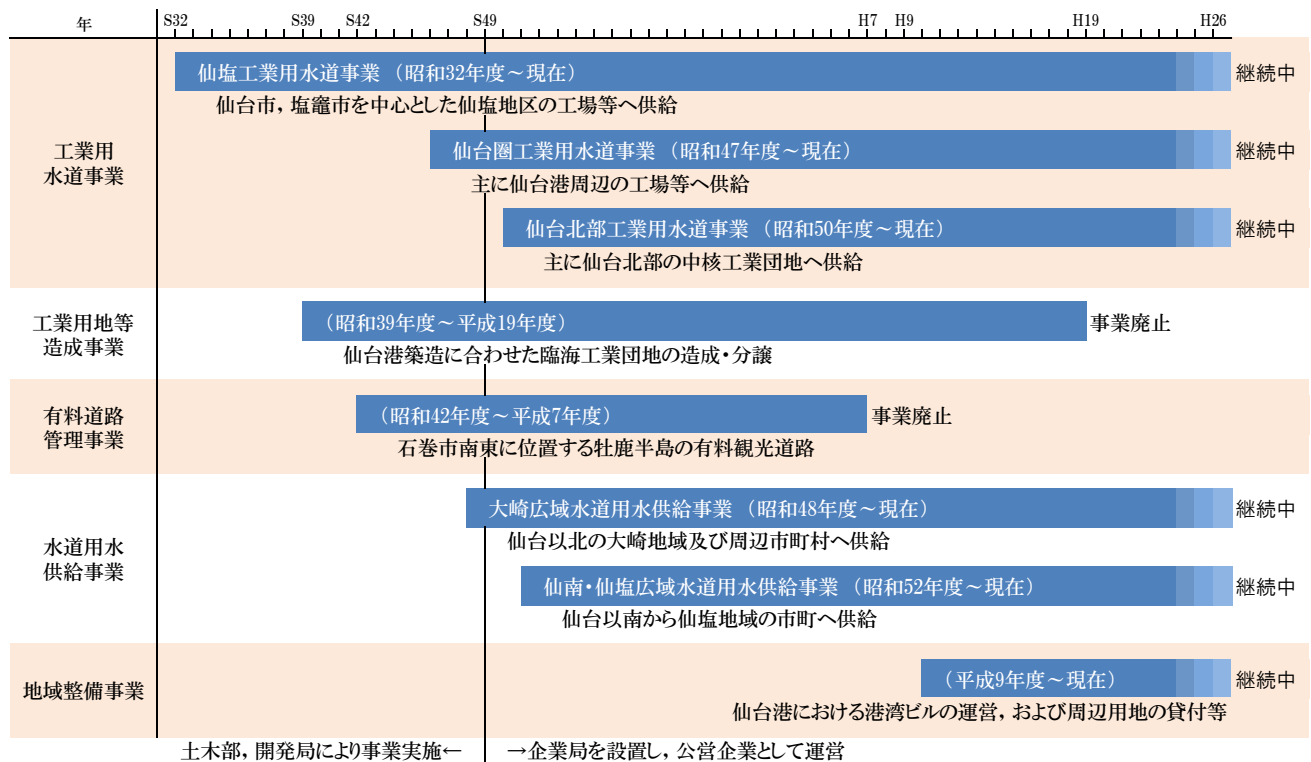 年
S32 S39 S42 S49 H7 H9 H19 H26
工業用
水道事業
仙塩工業用水道事業 （昭和32年度～現在）
継続中
仙台市，塩竈市を中心とした仙塩地区の工場等へ供給
仙台圏工業用水道事業 （昭和47年度～現在）
継続中
主に仙台港周辺の工場等へ供給
仙台北部工業用水道事業 （昭和50年度～現在）
継続中
主に仙台北部の中核工業団地へ供給
工業用地等
造成事業
（昭和39年度～平成19年度）
事業廃止
仙台港築造に合わせた臨海工業団地の造成・分譲
有料道路
管理事業
（昭和42年度～平成7年度）
事業廃止
石巻市南東に位置する牡鹿半島の有料観光道路
水道用水
供給事業
大崎広域水道用水供給事業 （昭和48年度～現在）
継続中
仙台以北の大崎地域及び周辺市町村へ供給
仙南・仙塩広域水道用水供給事業 （昭和52年度～現在）
継続中
仙台以南から仙塩地域の市町へ供給
地域整備事業
（平成9年度～現在）
継続中
仙台港における港湾ビルの運営，および周辺用地の貸付等
土木部，開発局により事業実施← →企業局を設置し，公営企業として運営